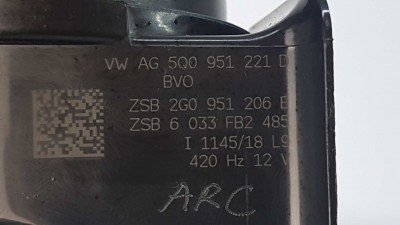 VW AG 5Q0 951 221 D
BVO
ZSB 2G0 951 206 E
ZSB 6 033 FB2 485
I 1145/18 L9
420 Hz 12 V
ARC